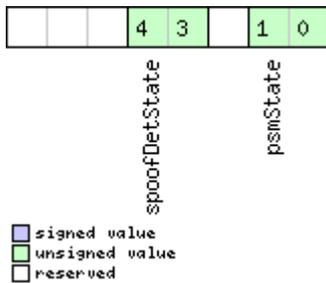 4 3 1 0
spoofDetState
psmState
signed value
unsigned value
reserved